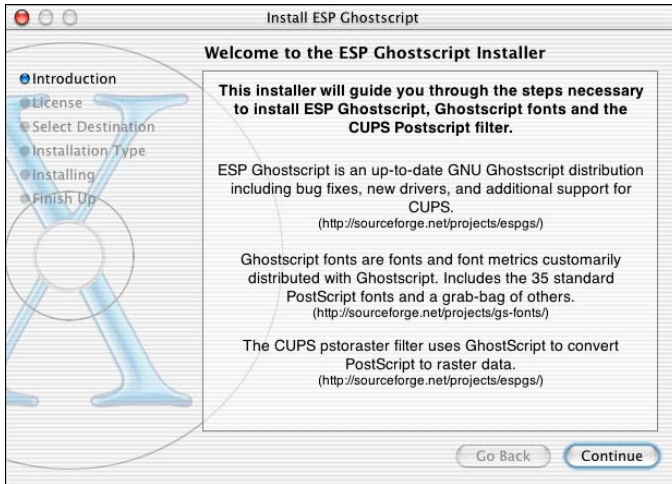 Install ESP Ghostscript
Welcome to the ESP Ghostscript Installer
Introduction
License
Select Destination
Installation Type
Installing
Finish Up
This installer will guide you through the steps necessary
to install ESP Ghostscript, Ghostscript fonts and the
CUPS Postscript filter.
ESP Ghostscript is an up-to-date GNU Ghostscript distribution
including bug fixes, new drivers, and additional support for
CUPS.
(http://sourceforge.net/projects/espgs/)
Ghostscript fonts are fonts and font metrics customarily
distributed with Ghostscript. Includes the 35 standard
PostScript fonts and a grab-bag of others.
(http://sourceforge.net/projects/gs-fonts/)
The CUPS pstoraster filter uses GhostScript to convert
PostScript to raster data.
(http://sourceforge.net/projects/espgs/)
Go Back
Continue